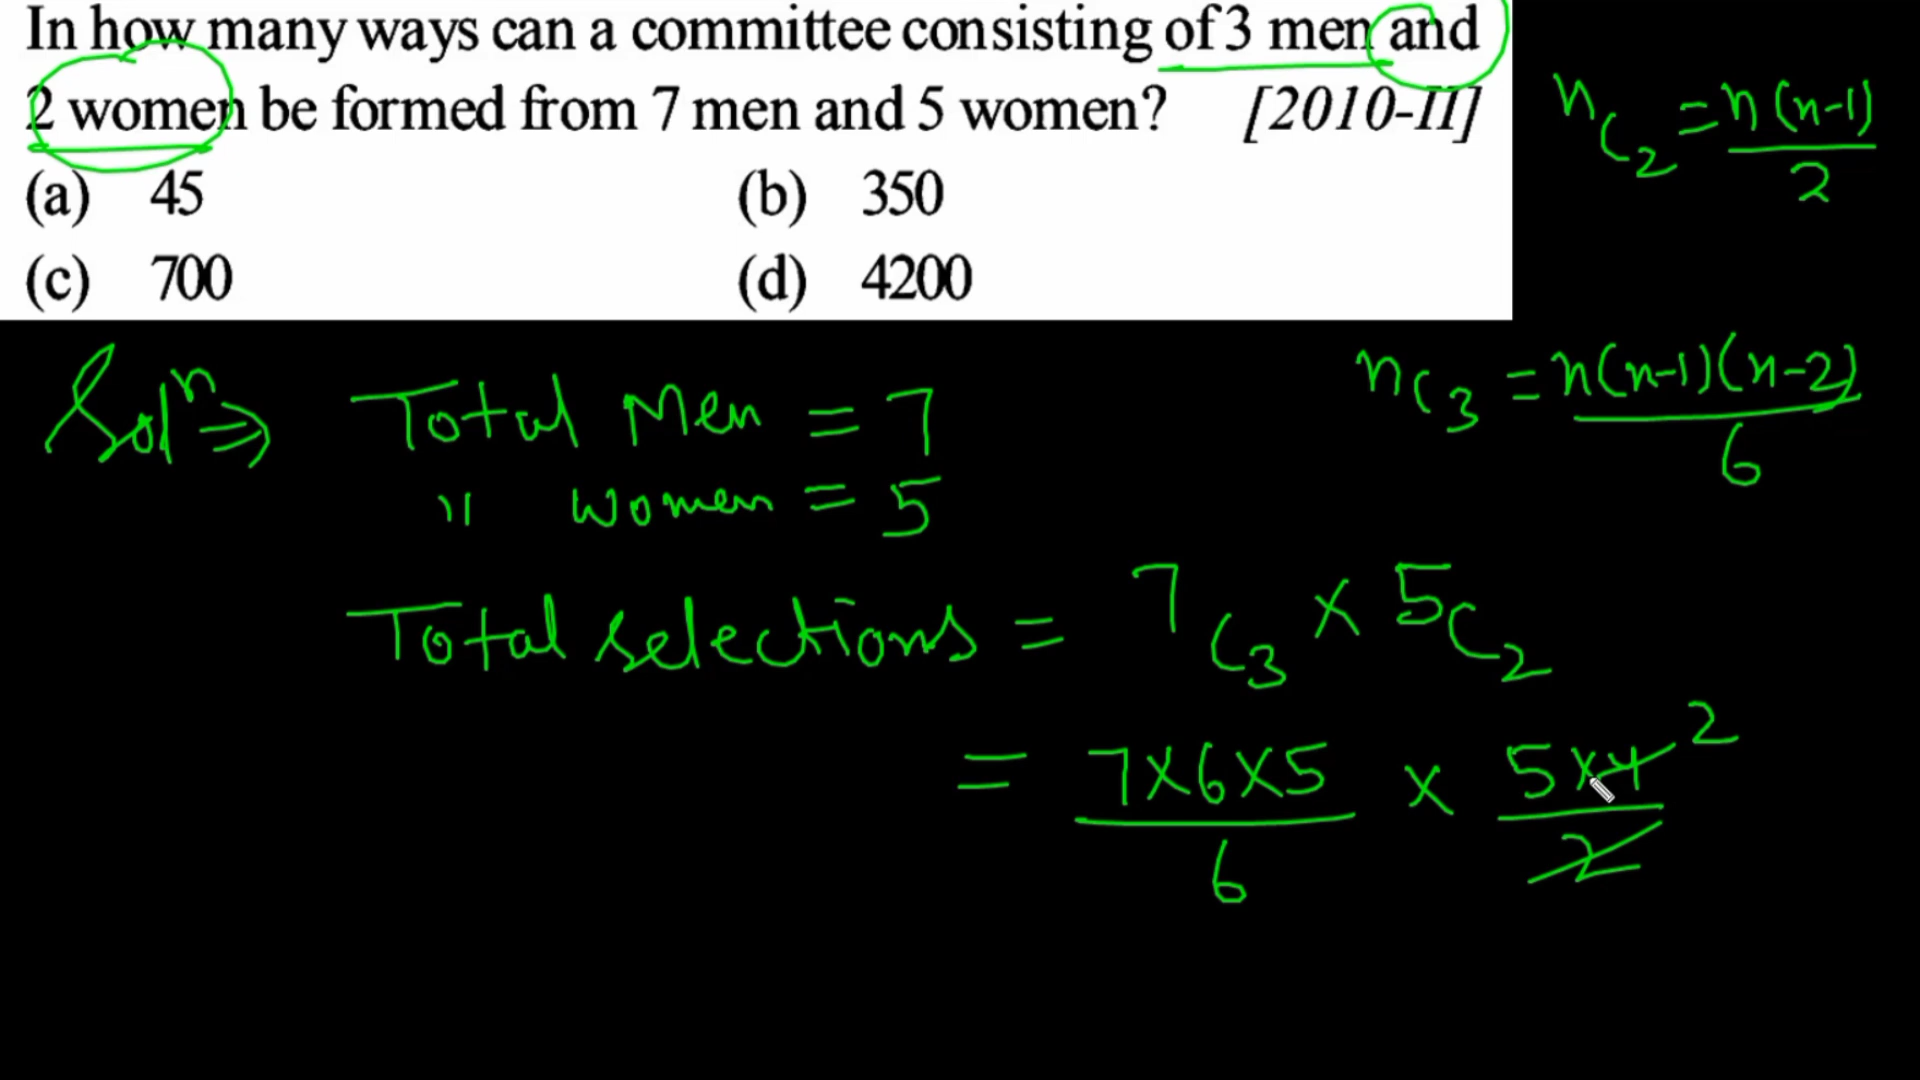 In how many ways can a committee consisting of 3 men and
2 women be formed from 7 men and 5 women? [2010-II]
(a) 45 (b) 350
(c) 700 (d) 4200
nC2 = n(n-1)/2
nC3 = n(n-1)(n-2)/6
Solⁿ ⇒ Total Men = 7
" women = 5
Total selections = 7C3 × 5C2
= 7×6×5/6 × 5×4/2 2